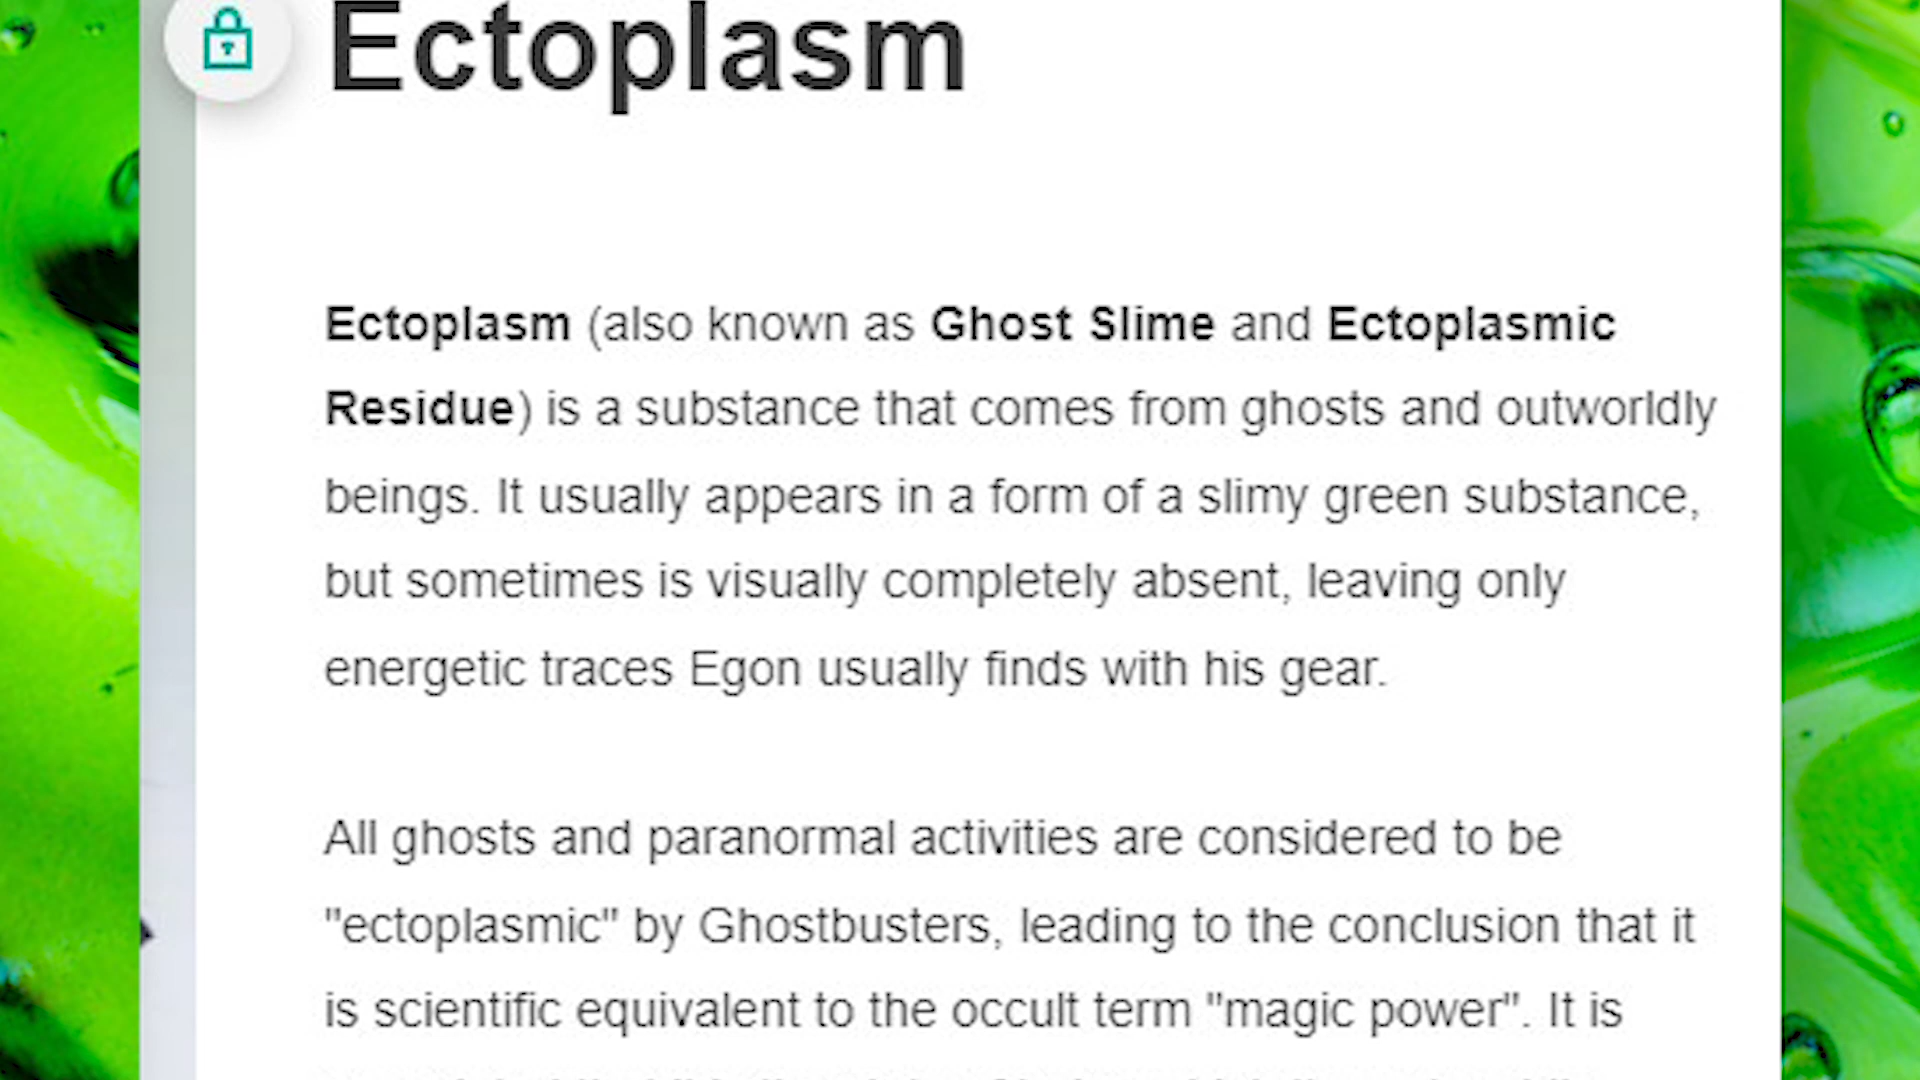 Ectoplasm
Ectoplasm (also known as Ghost Slime and Ectoplasmic
Residue) is a substance that comes from ghosts and outworldly
beings. It usually appears in a form of a slimy green substance,
but sometimes is visually completely absent, leaving only
energetic traces Egon usually finds with his gear.
All ghosts and paranormal activities are considered to be
"ectoplasmic" by Ghostbusters, leading to the conclusion that it
is scientific equivalent to the occult term "magic power". It is